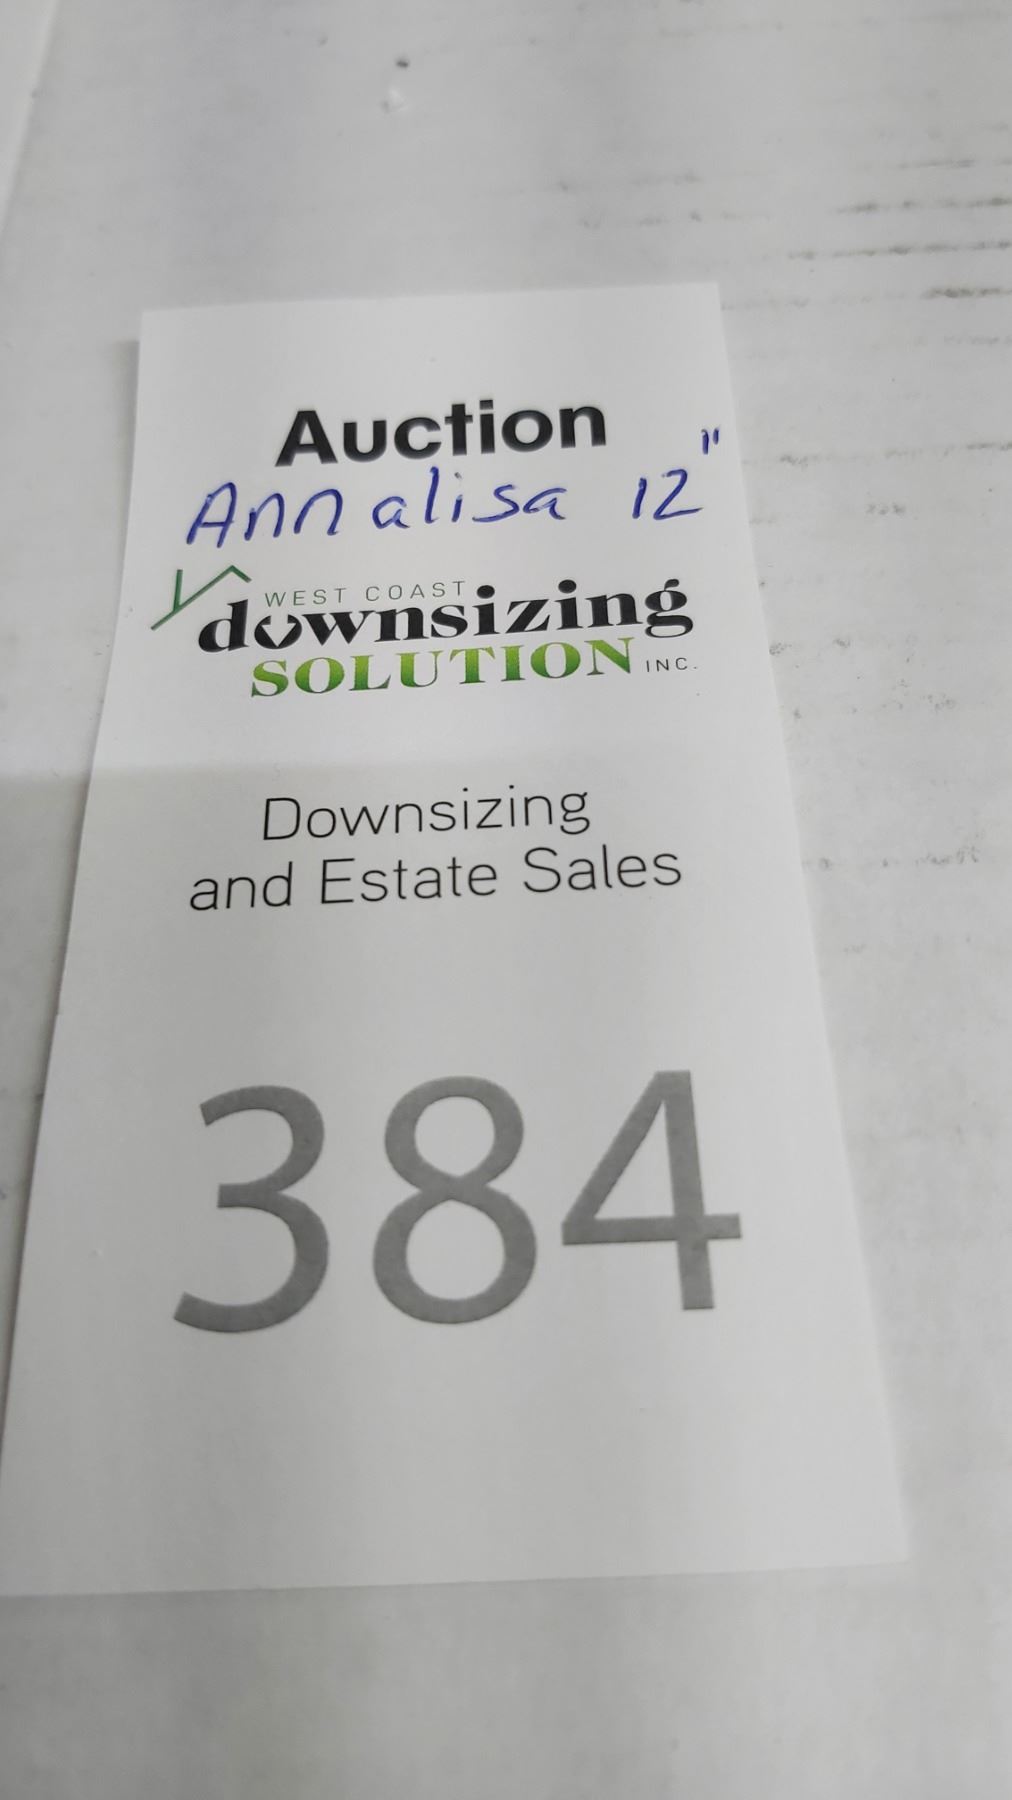 Auction
Annalisa 12"
WEST COAST
downsizing
SOLUTION INC.
Downsizing
and Estate Sales
384